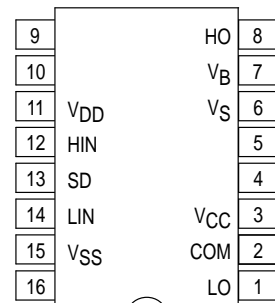 9 HO 8
10 VB 7
11 VDD VS 6
12 HIN 5
13 SD 4
14 LIN VCC 3
15 VSS COM 2
16 LO 1